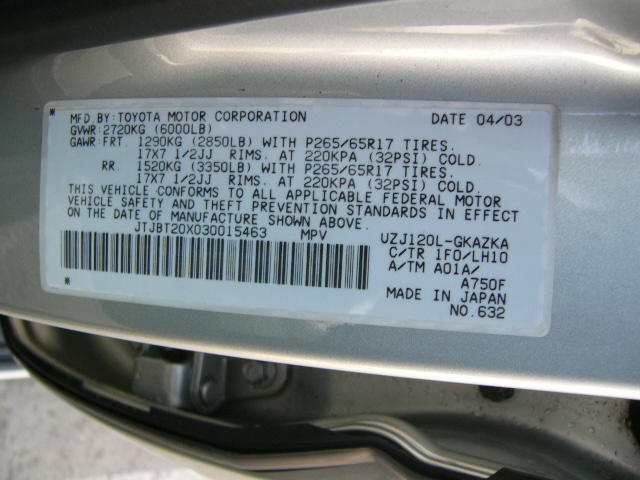 MFD.BY:TOYOTA MOTOR CORPORATION DATE 04/03
GVWR:2720KG (6000LB)
GAWR:FRT. 1290KG (2850LB) WITH P265/65R17 TIRES.
17X7 1/2JJ RIMS. AT 220KPA (32PSI) COLD.
RR. 1520KG (3350LB) WITH P265/65R17 TIRES.
17X7 1/2JJ RIMS. AT 220KPA (32PSI) COLD.
THIS VEHICLE CONFORMS TO ALL APPLICABLE FEDERAL MOTOR
VEHICLE SAFETY AND THEFT PREVENTION STANDARDS IN EFFECT
ON THE DATE OF MANUFACTURE SHOWN ABOVE.
JTJBT20X030015463 MPV UZJ120L-GKAZKA
C/TR 1F0/LH10
A/TM A01A/
A750F
MADE IN JAPAN
NO.632